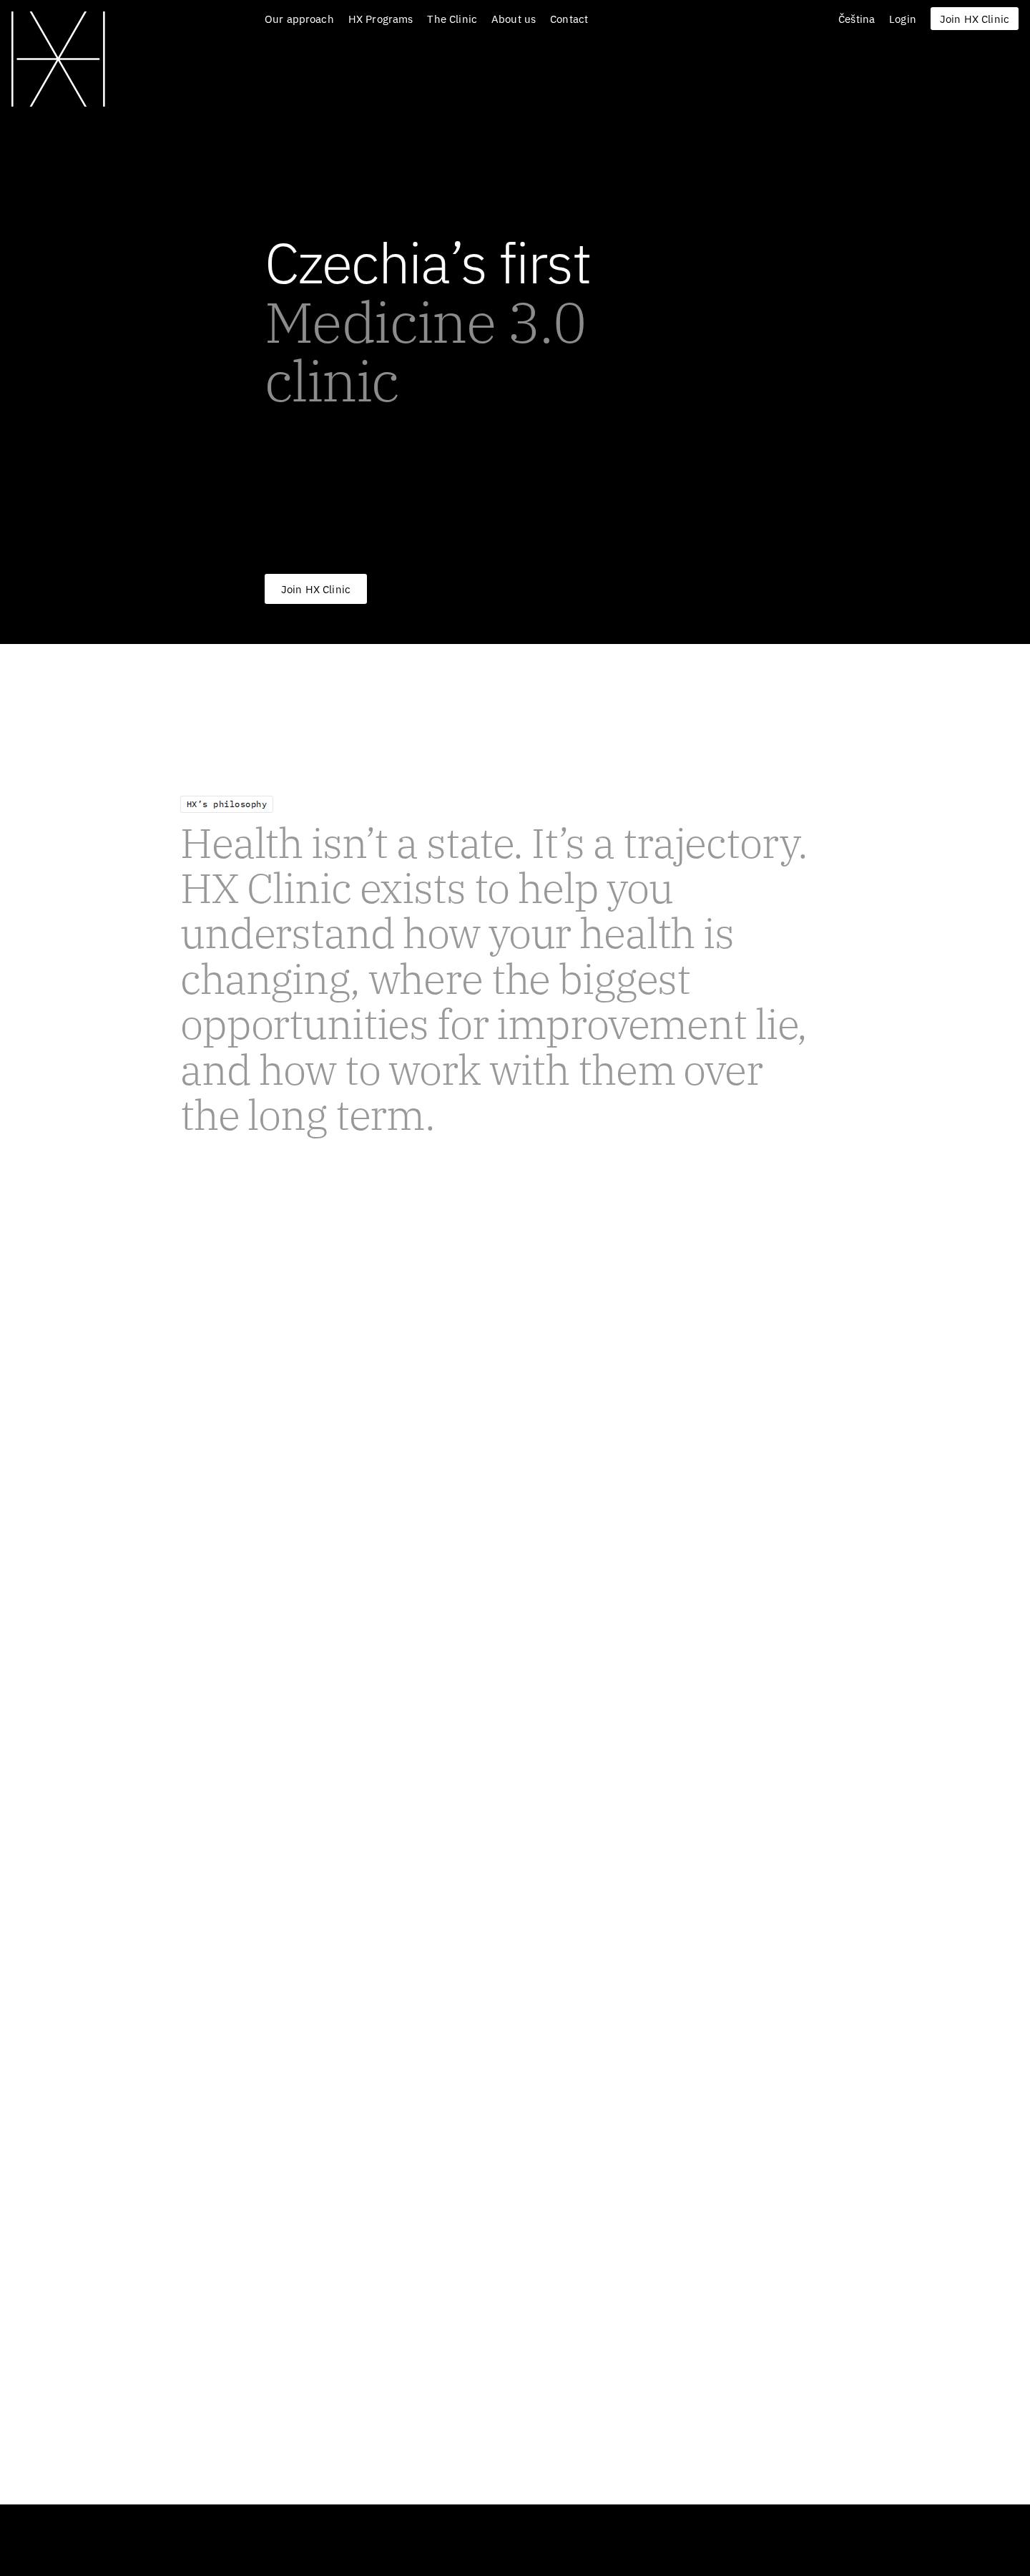 Our approach
HX Programs
The Clinic
About us
Contact
Čeština
Login
Join HX Clinic
Czechia’s first
Medicine 3.0
clinic
Join HX Clinic
HX’s philosophy
Health isn’t a state. It’s a trajectory.
HX Clinic exists to help you
understand how your health is
changing, where the biggest
opportunities for improvement lie,
and how to work with them over
the long term.